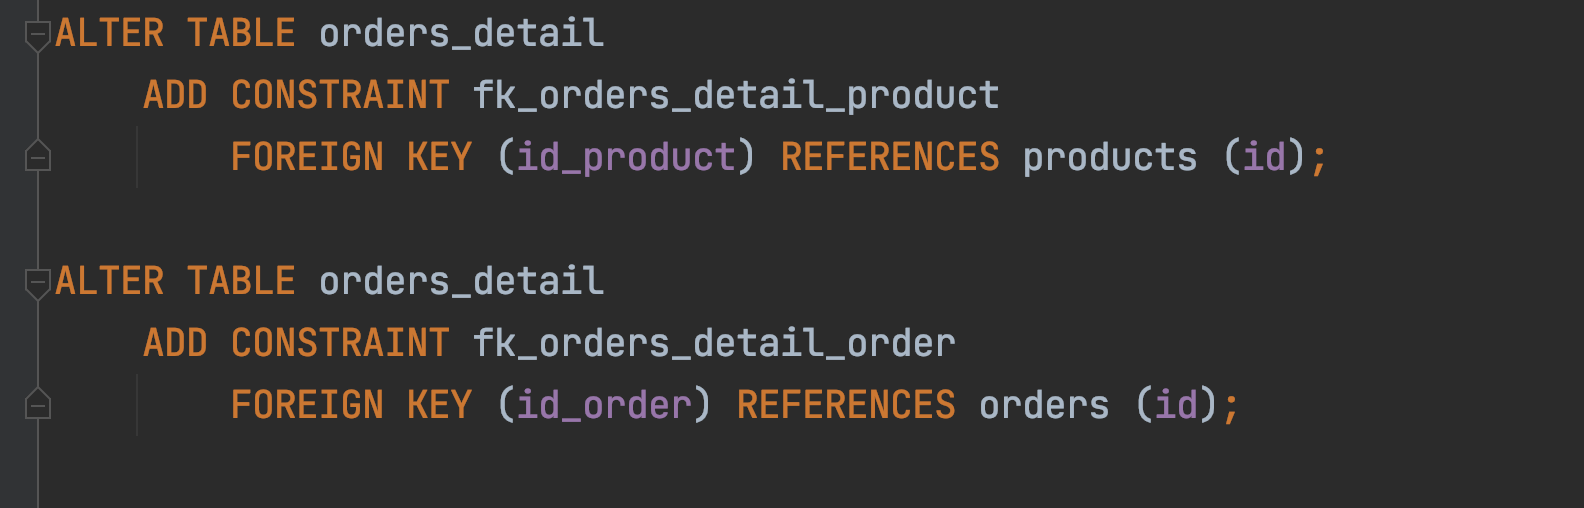 ALTER TABLE orders_detail
    ADD CONSTRAINT fk_orders_detail_product
        FOREIGN KEY (id_product) REFERENCES products (id);

ALTER TABLE orders_detail
    ADD CONSTRAINT fk_orders_detail_order
        FOREIGN KEY (id_order) REFERENCES orders (id);